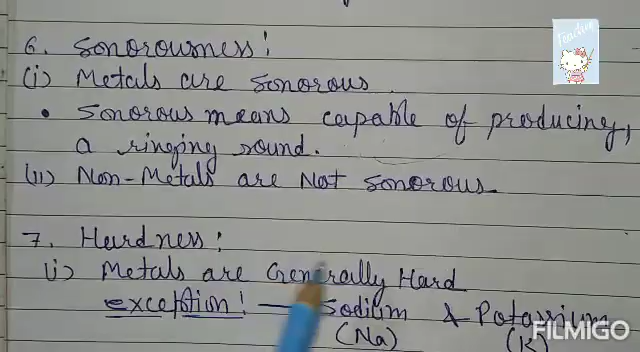 6. Sonorousness:
(i) Metals are sonorous.
• Sonorous means capable of producing,
a ringing sound.
(ii) Non-Metals are Not sonorous.
7. Hardness:
(i) Metals are Generally Hard
exception: — Sodium & Potassium
(Na) (K)
FILMIGO